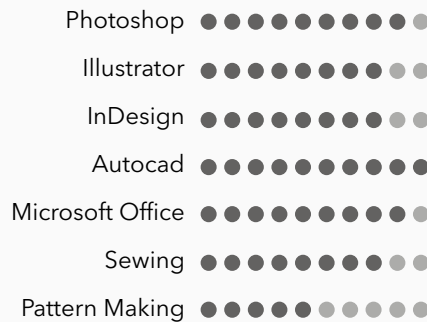 Photoshop
Illustrator
InDesign
Autocad
Microsoft Office
Sewing
Pattern Making